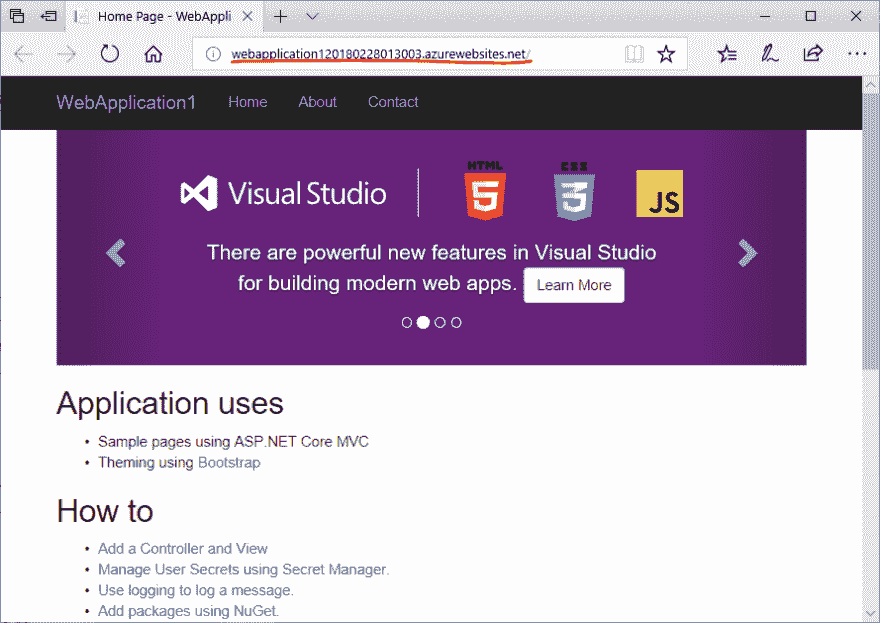 Home Page - WebAppli
webapplication120180228013003.azurewebsites.net/
WebApplication1 Home About Contact
Visual Studio HTML 5 CSS 3 JS
There are powerful new features in Visual Studio
for building modern web apps. Learn More
Application uses
• Sample pages using ASP.NET Core MVC
• Theming using Bootstrap
How to
• Add a Controller and View
• Manage User Secrets using Secret Manager.
• Use logging to log a message.
• Add packages using NuGet.